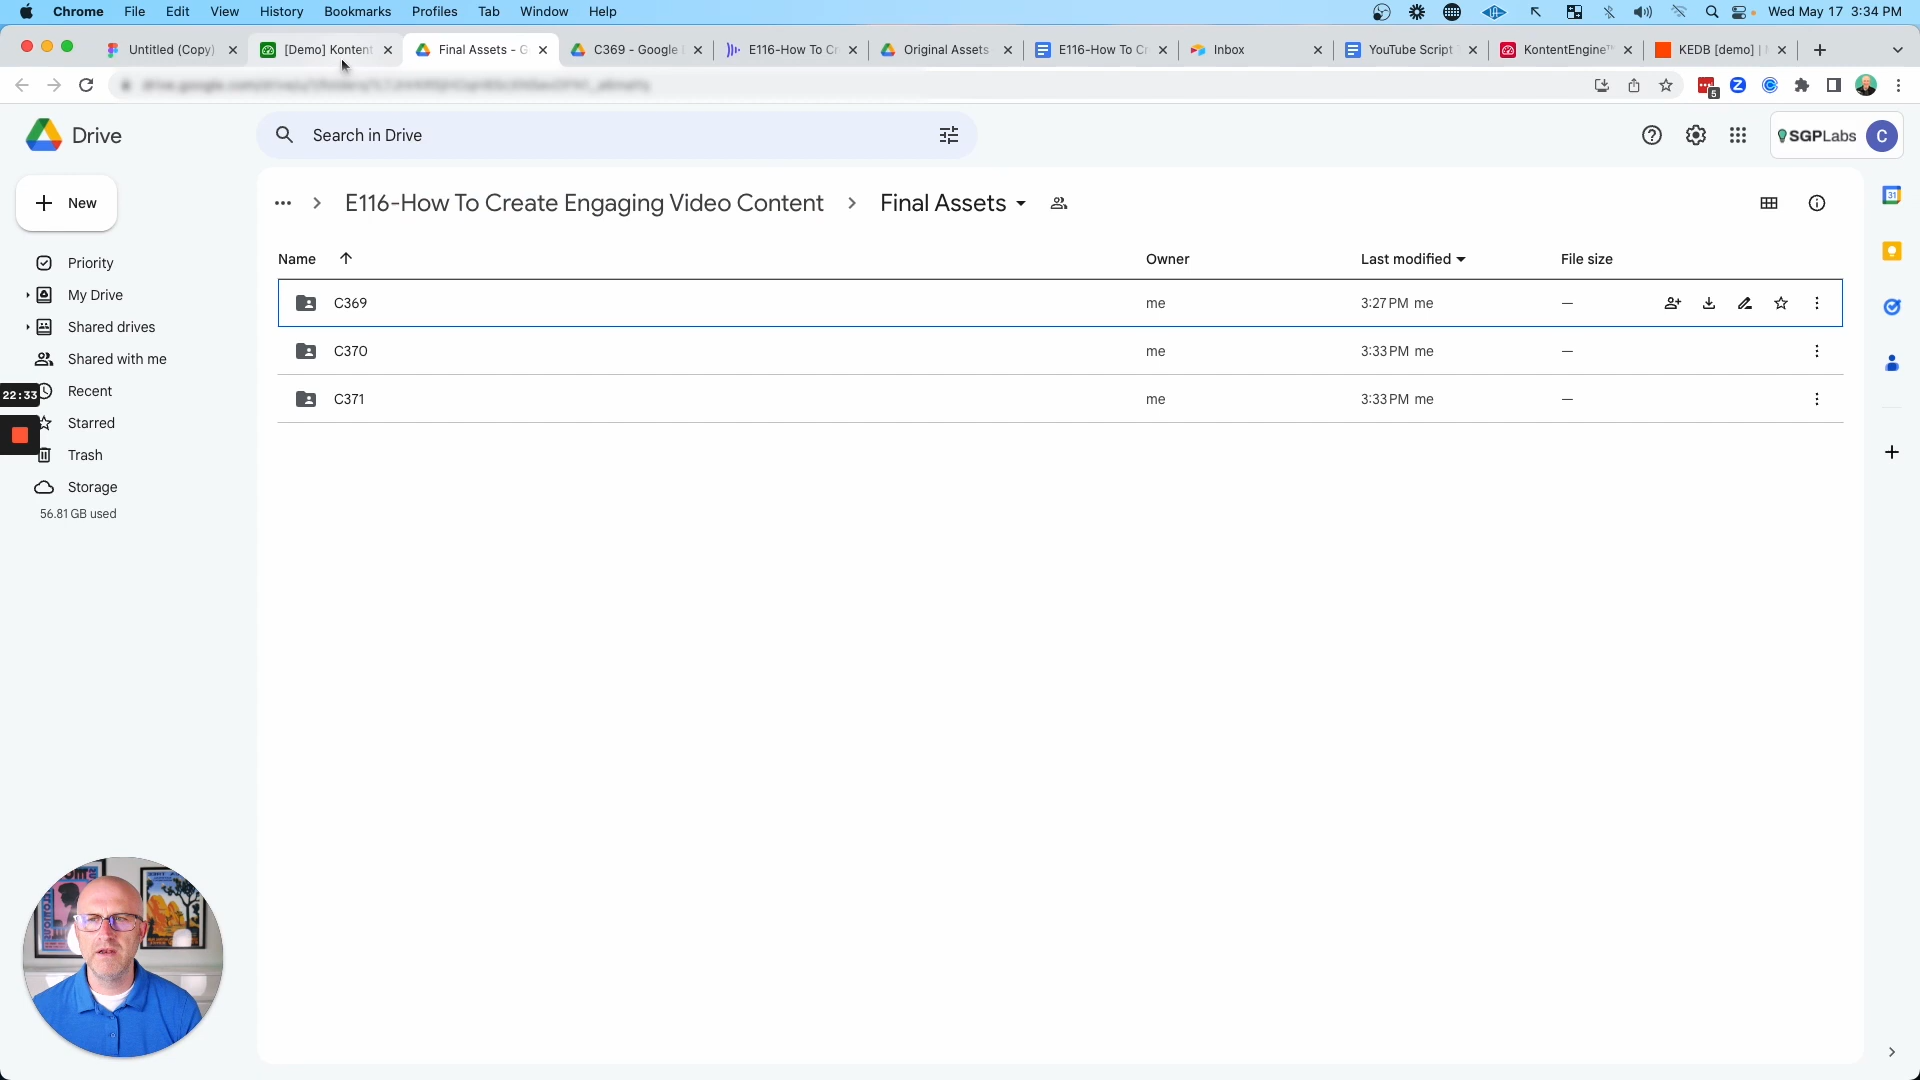 Chrome File Edit View History Bookmarks Profiles Tab Window Help Wed May 17 3:34 PM
Untitled (Copy) [Demo] Kontent Final Assets - G C369 - Google E116-How To Cr Original Assets E116-How To Cr Inbox YouTube Script KontentEngine™ KEDB [demo] |
5
Drive Search in Drive SGPLabs C
New
E116-How To Create Engaging Video Content Final Assets
31
Name Owner Last modified File size
Priority
My Drive
Shared drives
Shared with me
Recent
Starred
Trash
Storage
56.81 GB used
22:33
C369 me 3:27 PM me —
C370 me 3:33 PM me —
C371 me 3:33 PM me —